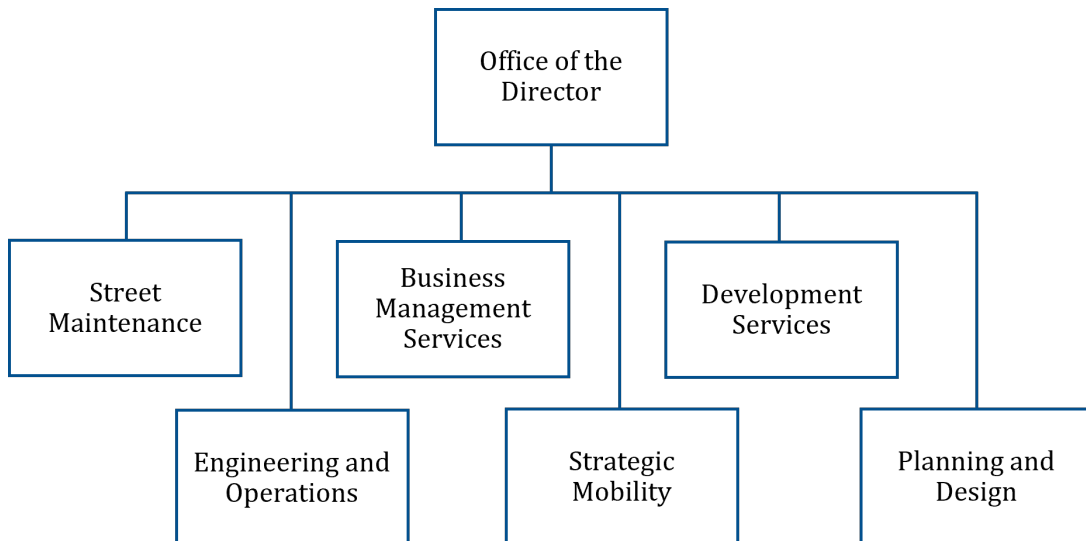 Office of the
Director
Street
Maintenance
Business
Management
Services
Development
Services
Engineering and
Operations
Strategic
Mobility
Planning and
Design